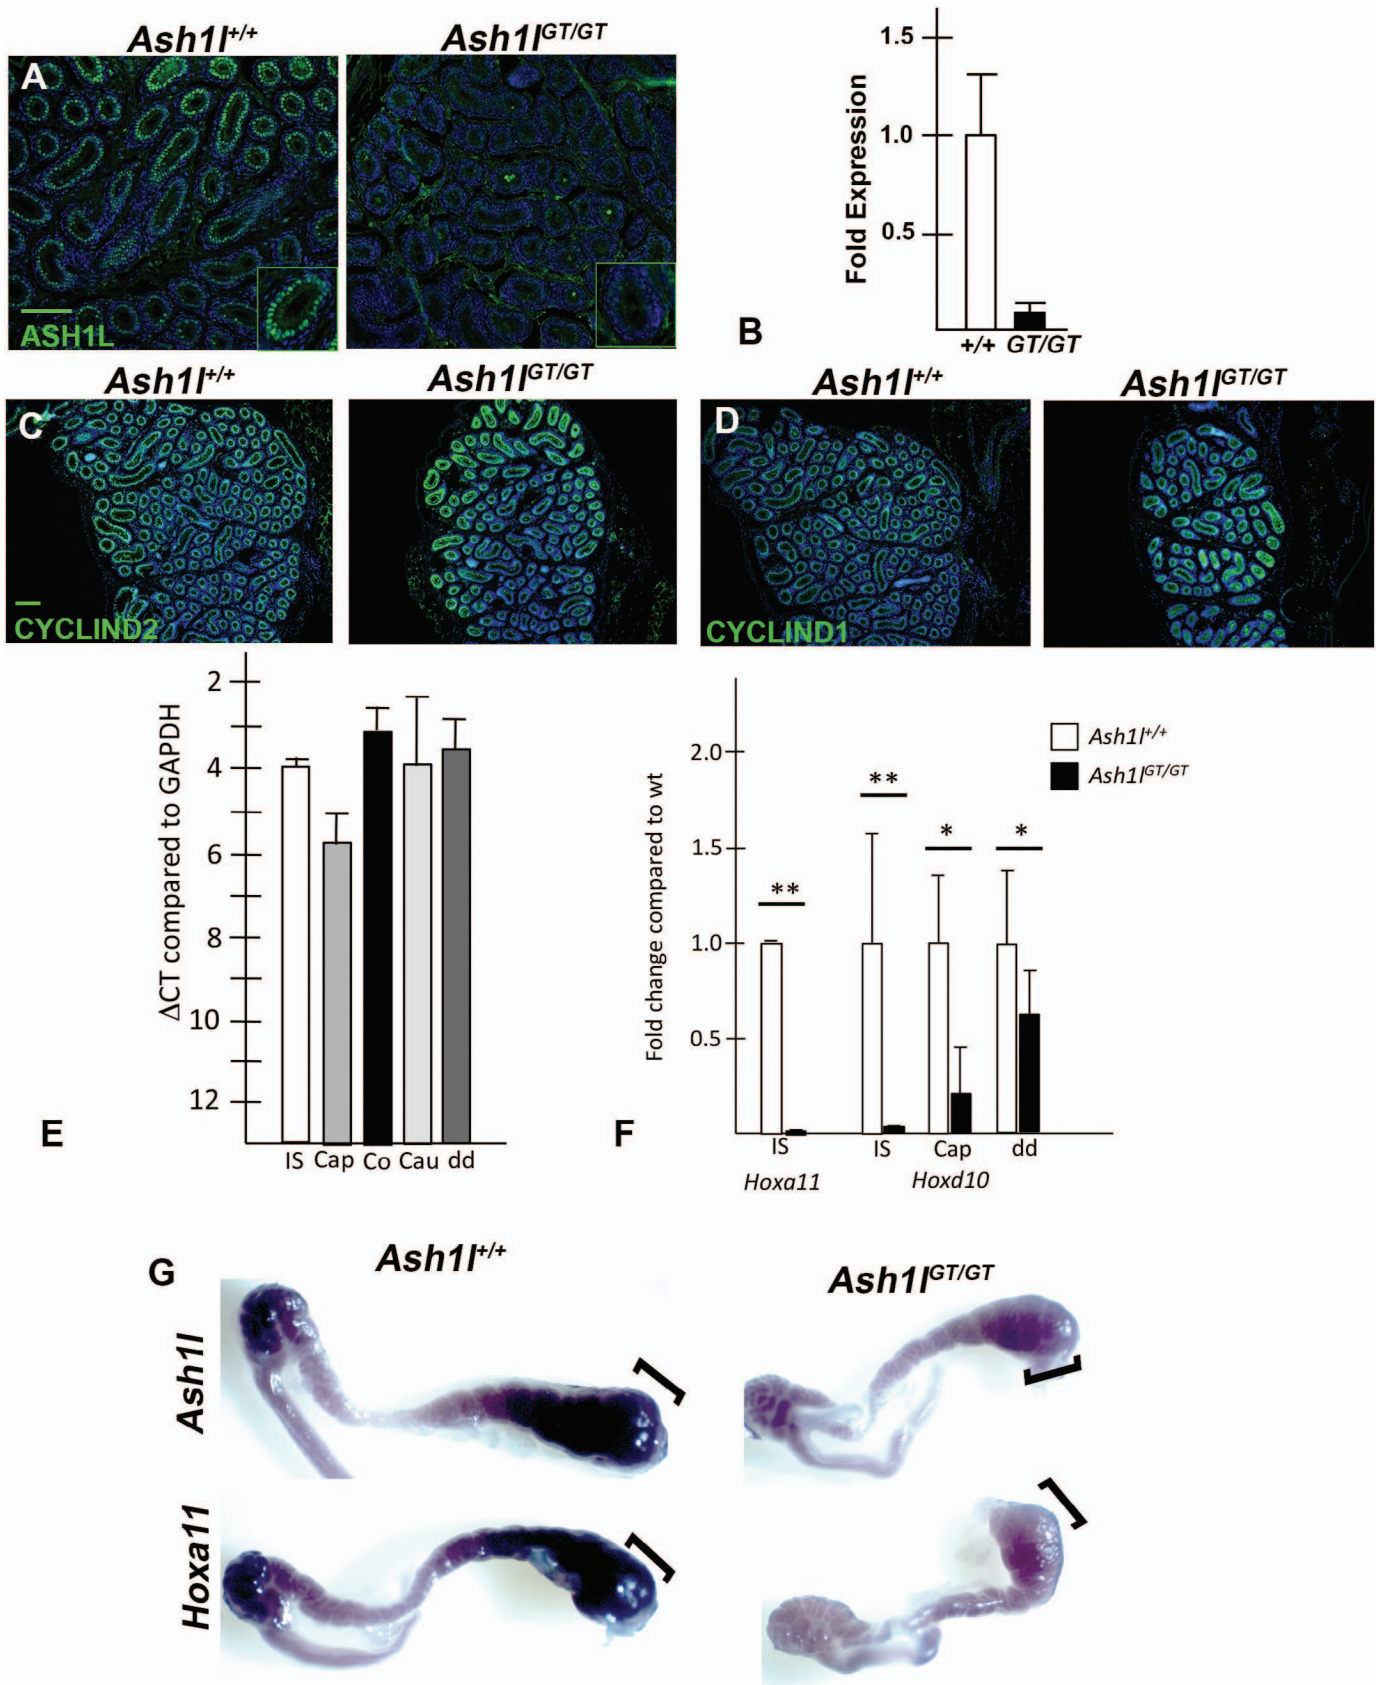 Ash1l+/+
Ash1lGT/GT
A
ASH1L
1.5
1.0
0.5
Fold Expression
B
+/+ GT/GT
Ash1l+/+
Ash1lGT/GT
Ash1l+/+
Ash1lGT/GT
C
CYCLIND2
D
CYCLIND1
2
4
6
8
10
12
ΔCT compared to GAPDH
E
IS Cap Co Cau dd
2.0
1.5
1.0
0.5
Fold change compared to wt
Ash1l+/+
Ash1lGT/GT
**
**
*
*
F
IS IS Cap dd
Hoxa11 Hoxd10
G
Ash1l+/+
Ash1lGT/GT
Ash1l
Hoxa11